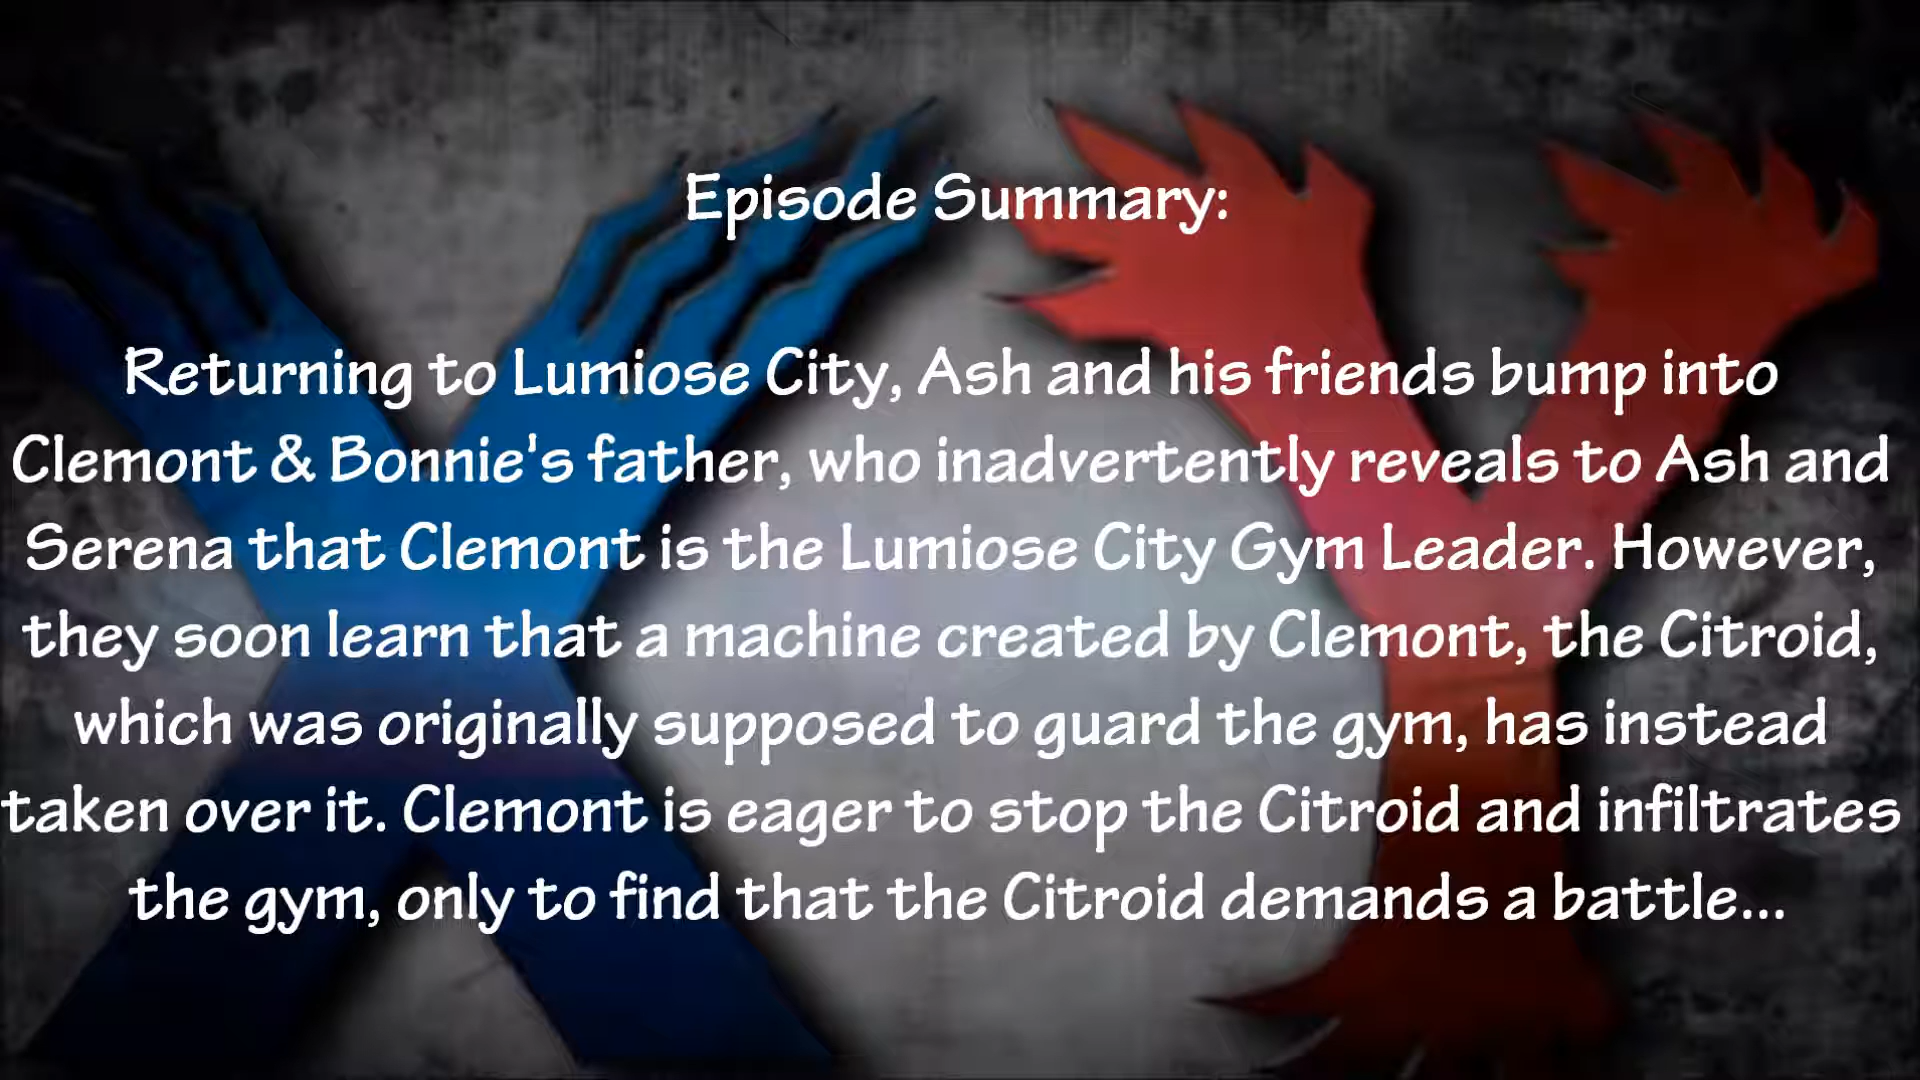 Episode Summary:
Returning to Lumiose City, Ash and his friends bump into
Clemont & Bonnie's father, who inadvertently reveals to Ash and
Serena that Clemont is the Lumiose City Gym Leader. However,
they soon learn that a machine created by Clemont, the Citroid,
which was originally supposed to guard the gym, has instead
taken over it. Clemont is eager to stop the Citroid and infiltrates
the gym, only to find that the Citroid demands a battle...